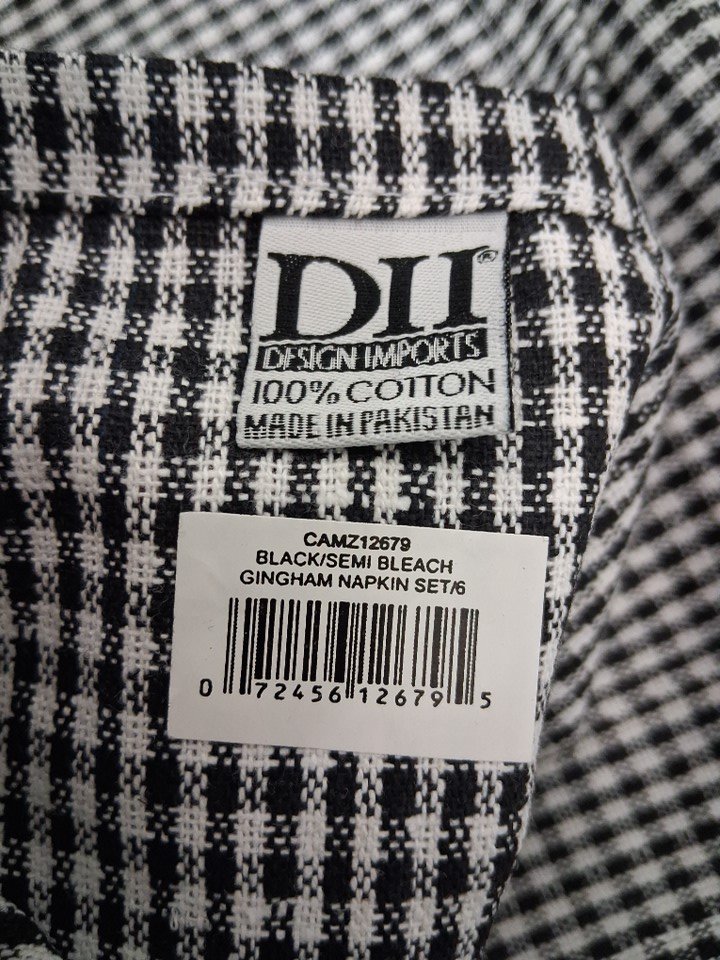 DII®
DESIGN IMPORTS
100% COTTON
MADE IN PAKISTAN
CAMZ12679
BLACK/SEMI BLEACH
GINGHAM NAPKIN SET/6
0 72456 12679 5